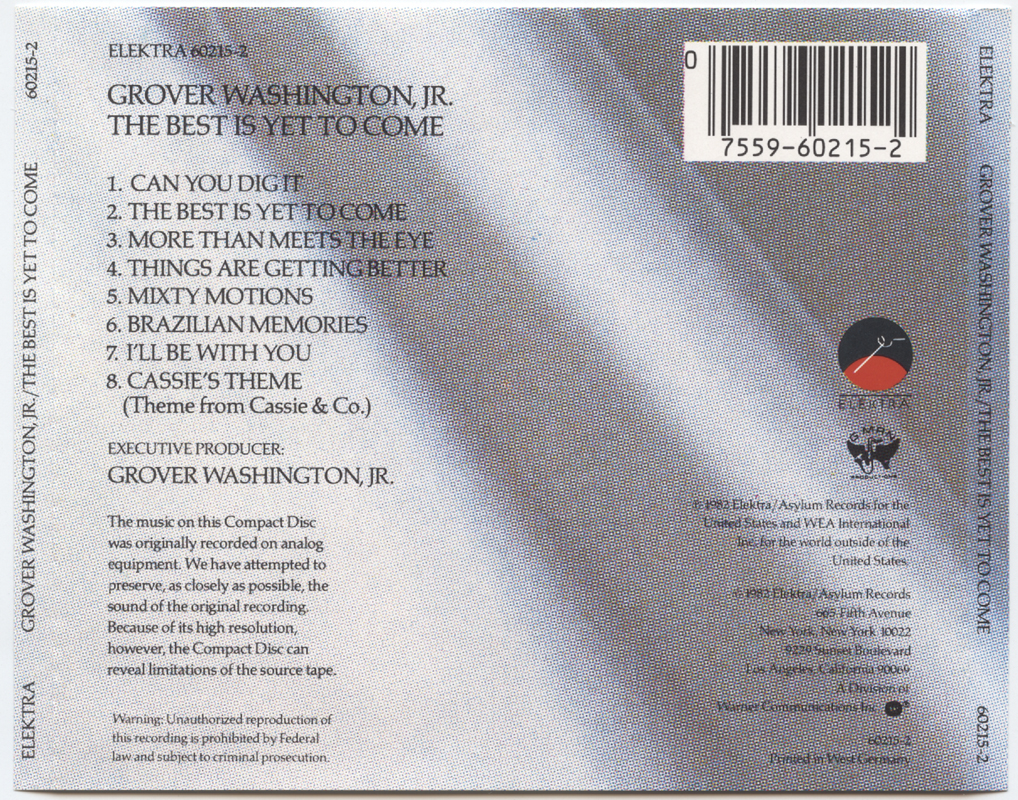 60215-2
GROVER WASHINGTON, JR./THE BEST IS YET TO COME
ELEKTRA
ELEKTRA 60215-2
GROVER WASHINGTON, JR.
THE BEST IS YET TO COME
1. CAN YOU DIG IT
2. THE BEST IS YET TO COME
3. MORE THAN MEETS THE EYE
4. THINGS ARE GETTING BETTER
5. MIXTY MOTIONS
6. BRAZILIAN MEMORIES
7. I'LL BE WITH YOU
8. CASSIE'S THEME
(Theme from Cassie & Co.)
EXECUTIVE PRODUCER:
GROVER WASHINGTON, JR.
The music on this Compact Disc
was originally recorded on analog
equipment. We have attempted to
preserve, as closely as possible, the
sound of the original recording.
Because of its high resolution,
however, the Compact Disc can
reveal limitations of the source tape.
Warning: Unauthorized reproduction of
this recording is prohibited by Federal
law and subject to criminal prosecution.
0
7559-60215-2
ELEKTRA
1982 Elektra/Asylum Records for the
United States and WEA International
Inc. for the world outside of the
United States.
1982 Elektra/Asylum Records
665 Fifth Avenue
New York, New York 10022
9229 Sunset Boulevard
Los Angeles, California 90069
A Division of
Warner Communications Inc.
60215-2
Printed in West Germany
ELEKTRA
GROVER WASHINGTON, JR./THE BEST IS YET TO COME
60215-2